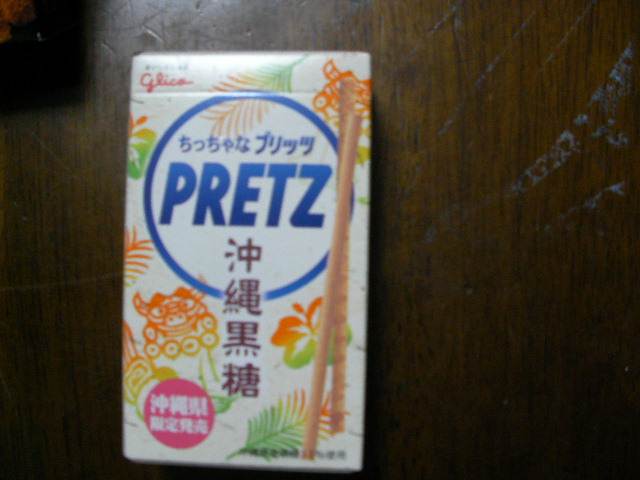 glico
ちっちゃな プリッツ
PRETZ
沖縄黒糖
沖縄県
限定発売